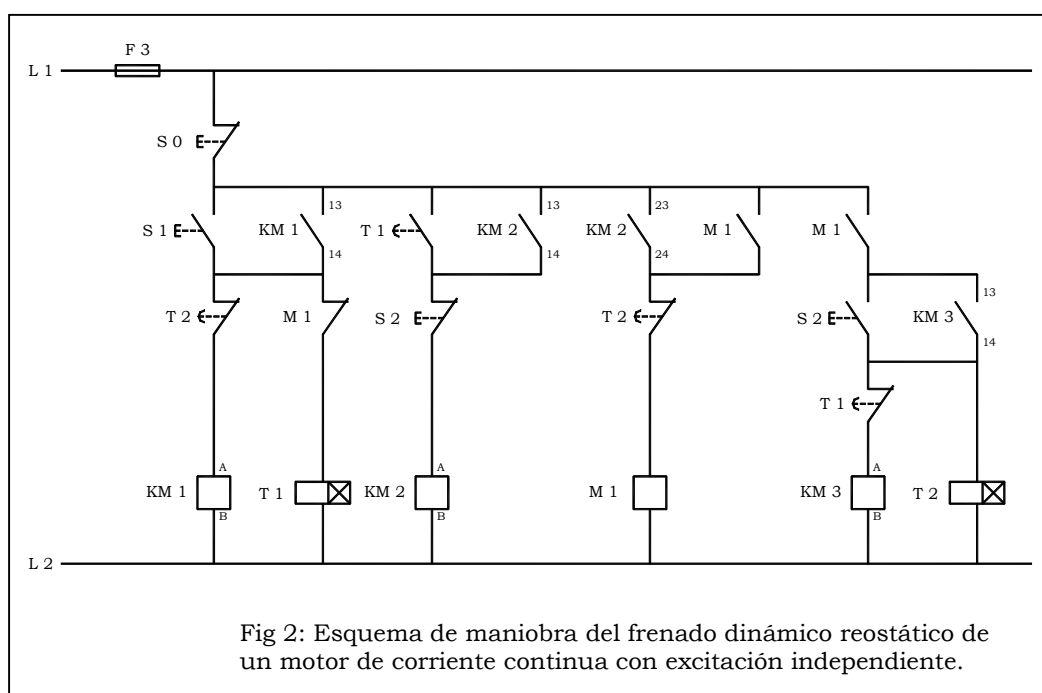 F 3
L 1
S 0
13 13 23
S 1 KM 1 T 1 KM 2 KM 2 M 1 M 1
14 14 24
13
T 2 M 1 S 2 T 2 S 2 KM 3
14
T 1
A A A
KM 1 T 1 KM 2 M 1 KM 3 T 2
B B B
L 2
Fig 2: Esquema de maniobra del frenado dinámico reostático de
un motor de corriente continua con excitación independiente.